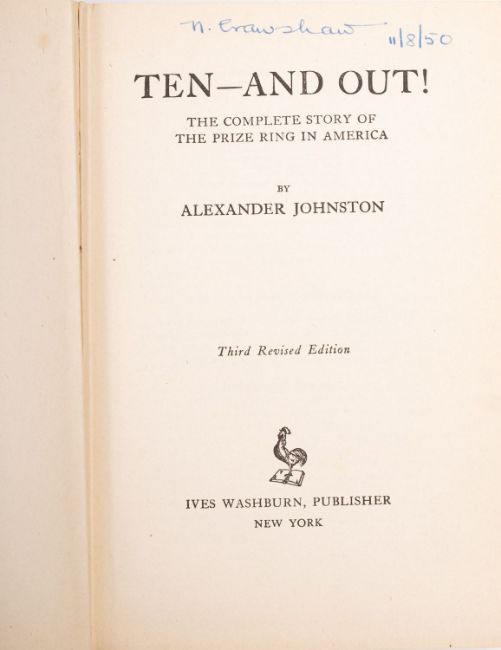 N. Crawshaw 11/8/50
TEN—AND OUT!
THE COMPLETE STORY OF
THE PRIZE RING IN AMERICA
BY
ALEXANDER JOHNSTON
Third Revised Edition
IVES WASHBURN, PUBLISHER
NEW YORK